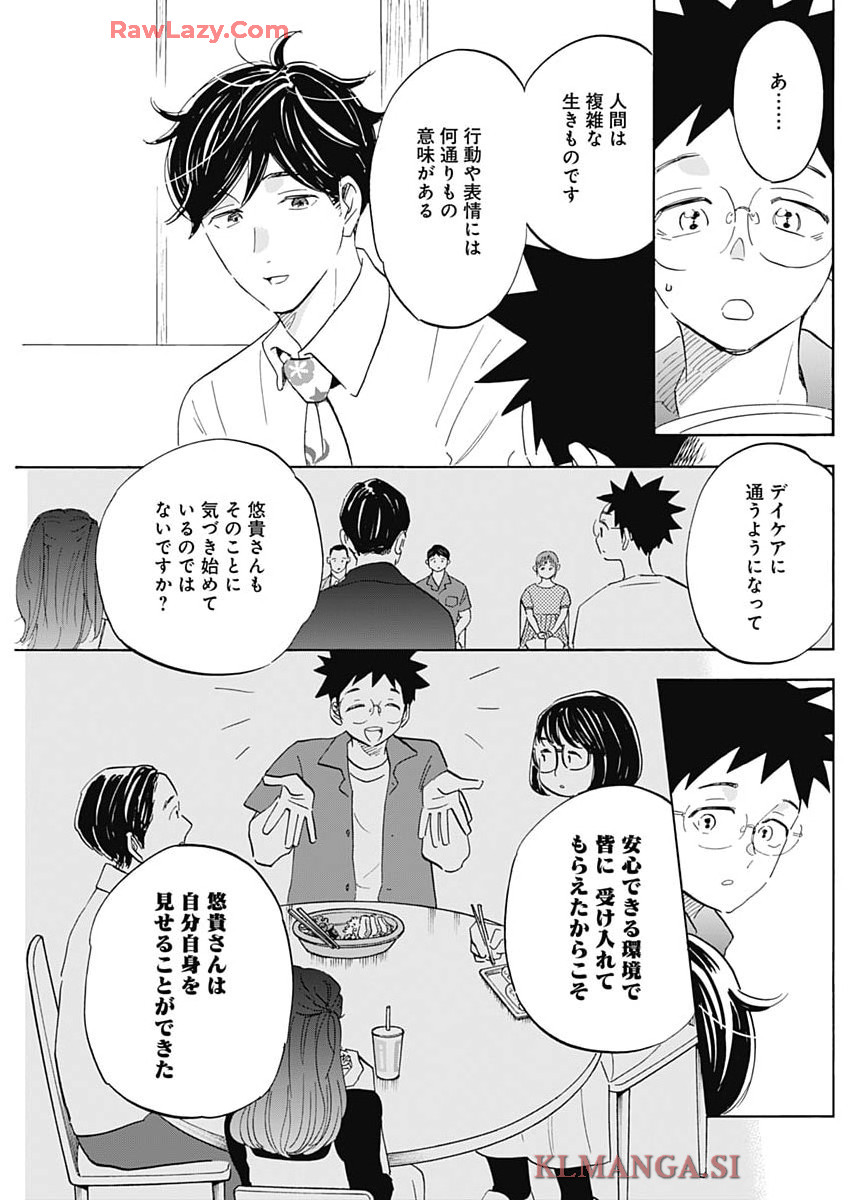 RawLazy.Com
あ……
人間は
複雑な
生きものです
行動や表情には
何通りもの
意味がある
デイケアに
通うようになって
悠貴さんも
そのことに
気づき始めて
いるのでは
ないですか？
安心できる環境で
皆に 受け入れて
もらえたからこそ
悠貴さんは
自分自身を
見せることができた
KLMANGA.SI